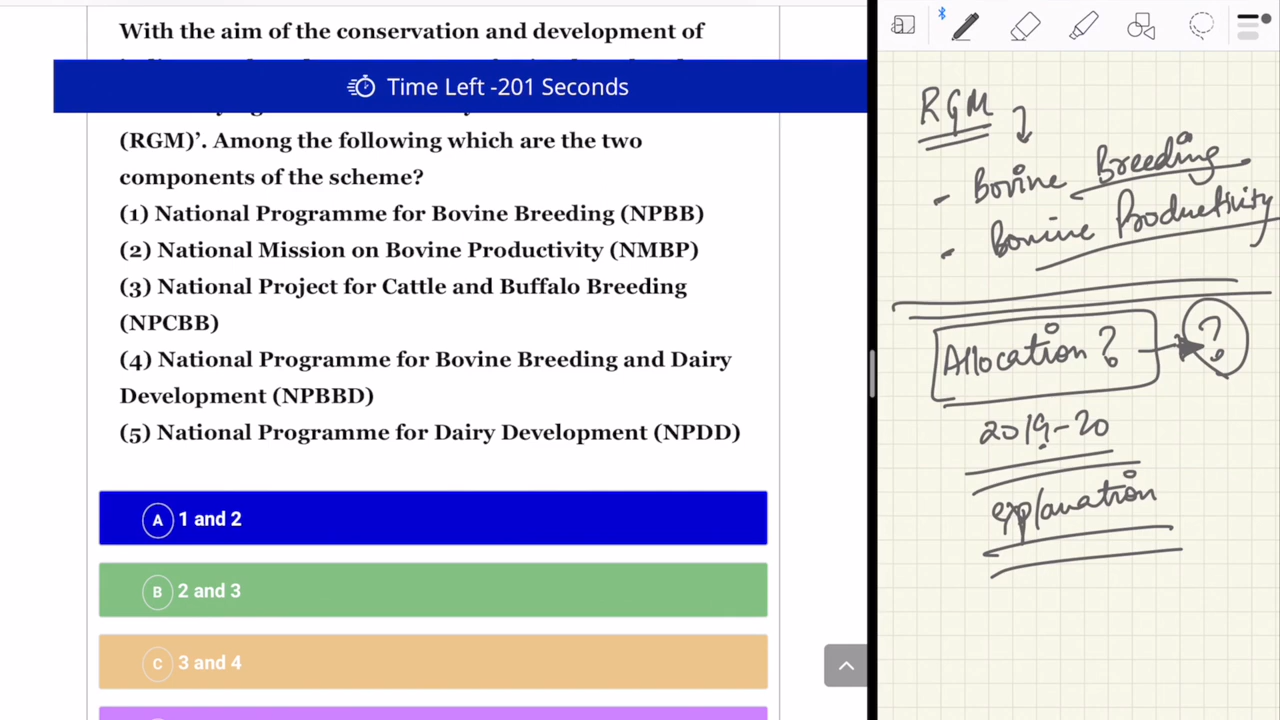 With the aim of the conservation and development of
Time Left -201 Seconds
(RGM)’. Among the following which are the two
components of the scheme?
(1) National Programme for Bovine Breeding (NPBB)
(2) National Mission on Bovine Productivity (NMBP)
(3) National Project for Cattle and Buffalo Breeding
(NPCBB)
(4) National Programme for Bovine Breeding and Dairy
Development (NPBBD)
(5) National Programme for Dairy Development (NPDD)
A 1 and 2
B 2 and 3
C 3 and 4
RGM
- Bovine Breeding
- Bovine Productivity
Allocation ? ?
2019-20
explanation